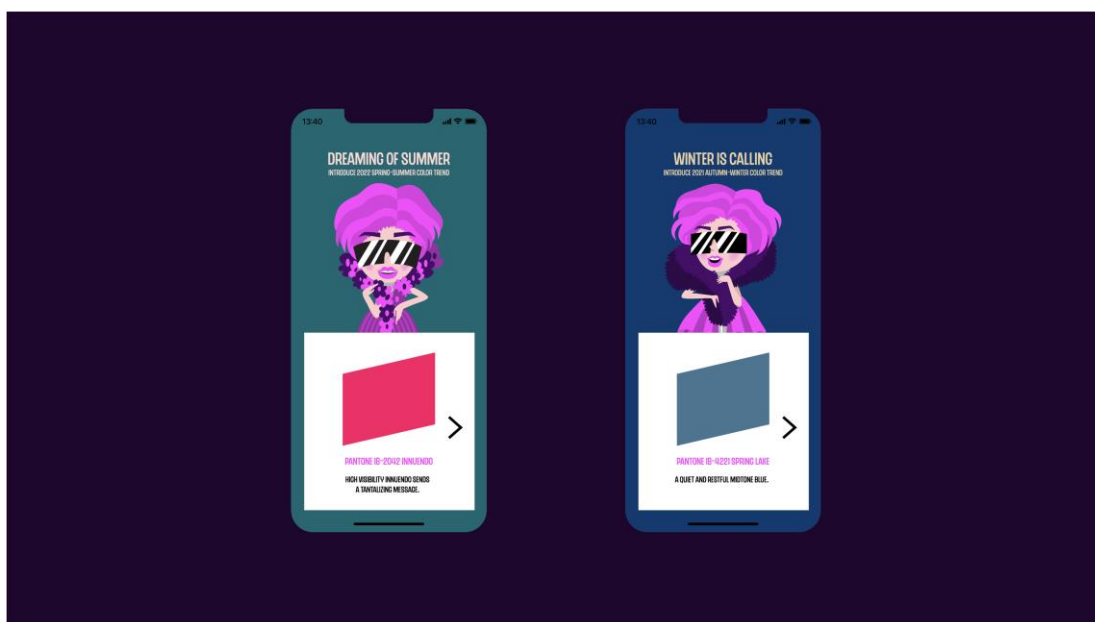 13:40
DREAMING OF SUMMER
INTRODUCE 2022 SPRING-SUMMER COLOR TREND
PANTONE 18-2042 INNUENDO
HIGH VISIBILITY INNUENDO SENDS
A TANTALIZING MESSAGE.
13:40
WINTER IS CALLING
INTRODUCE 2021 AUTUMN-WINTER COLOR TREND
PANTONE 18-4221 SPRING LAKE
A QUIET AND RESTFUL MIDTONE BLUE.